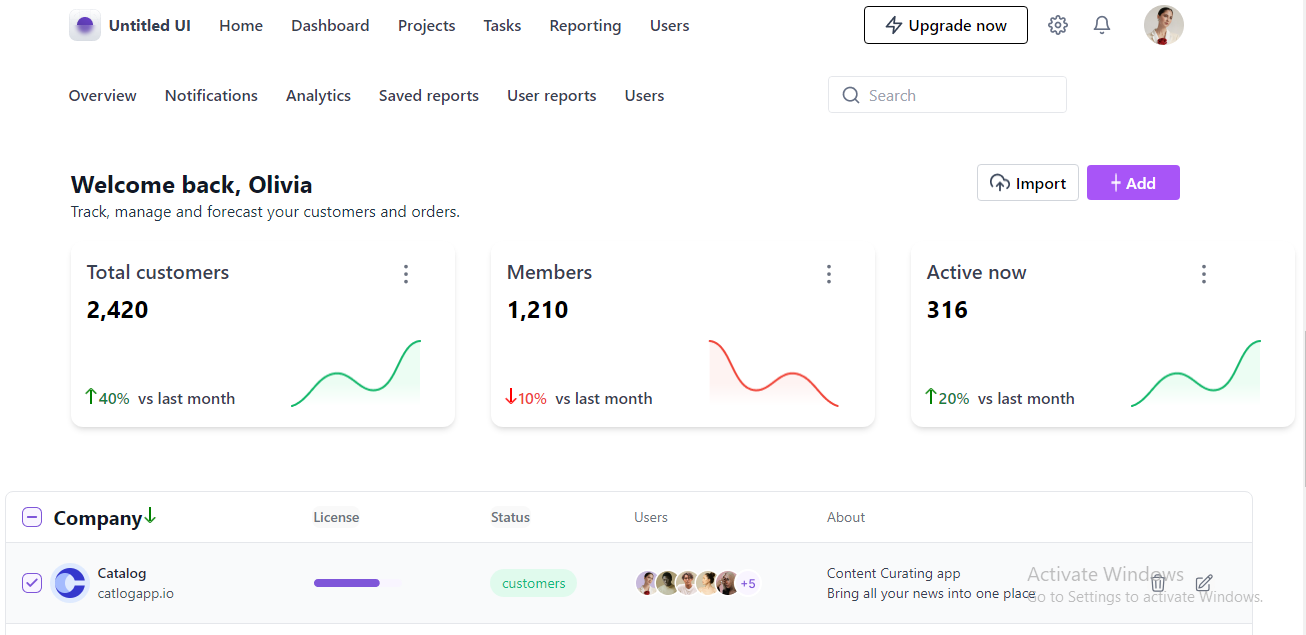 Untitled UI Home Dashboard Projects Tasks Reporting Users Upgrade now
Overview Notifications Analytics Saved reports User reports Users Search
Welcome back, Olivia Import + Add
Track, manage and forecast your customers and orders.
Total customers Members Active now
2,420 1,210 316
40% vs last month 10% vs last month 20% vs last month
Company License Status Users About
Catalog Content Curating app
catlogapp.io customers +5 Bring all your news into one place
Activate Windows
Go to Settings to activate Windows.